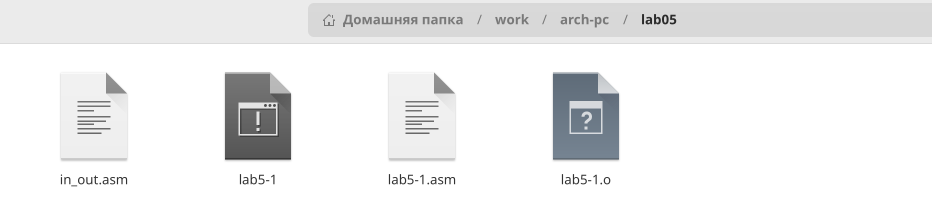 Домашняя папка / work / arch-pc / lab05
in_out.asm lab5-1 lab5-1.asm lab5-1.o